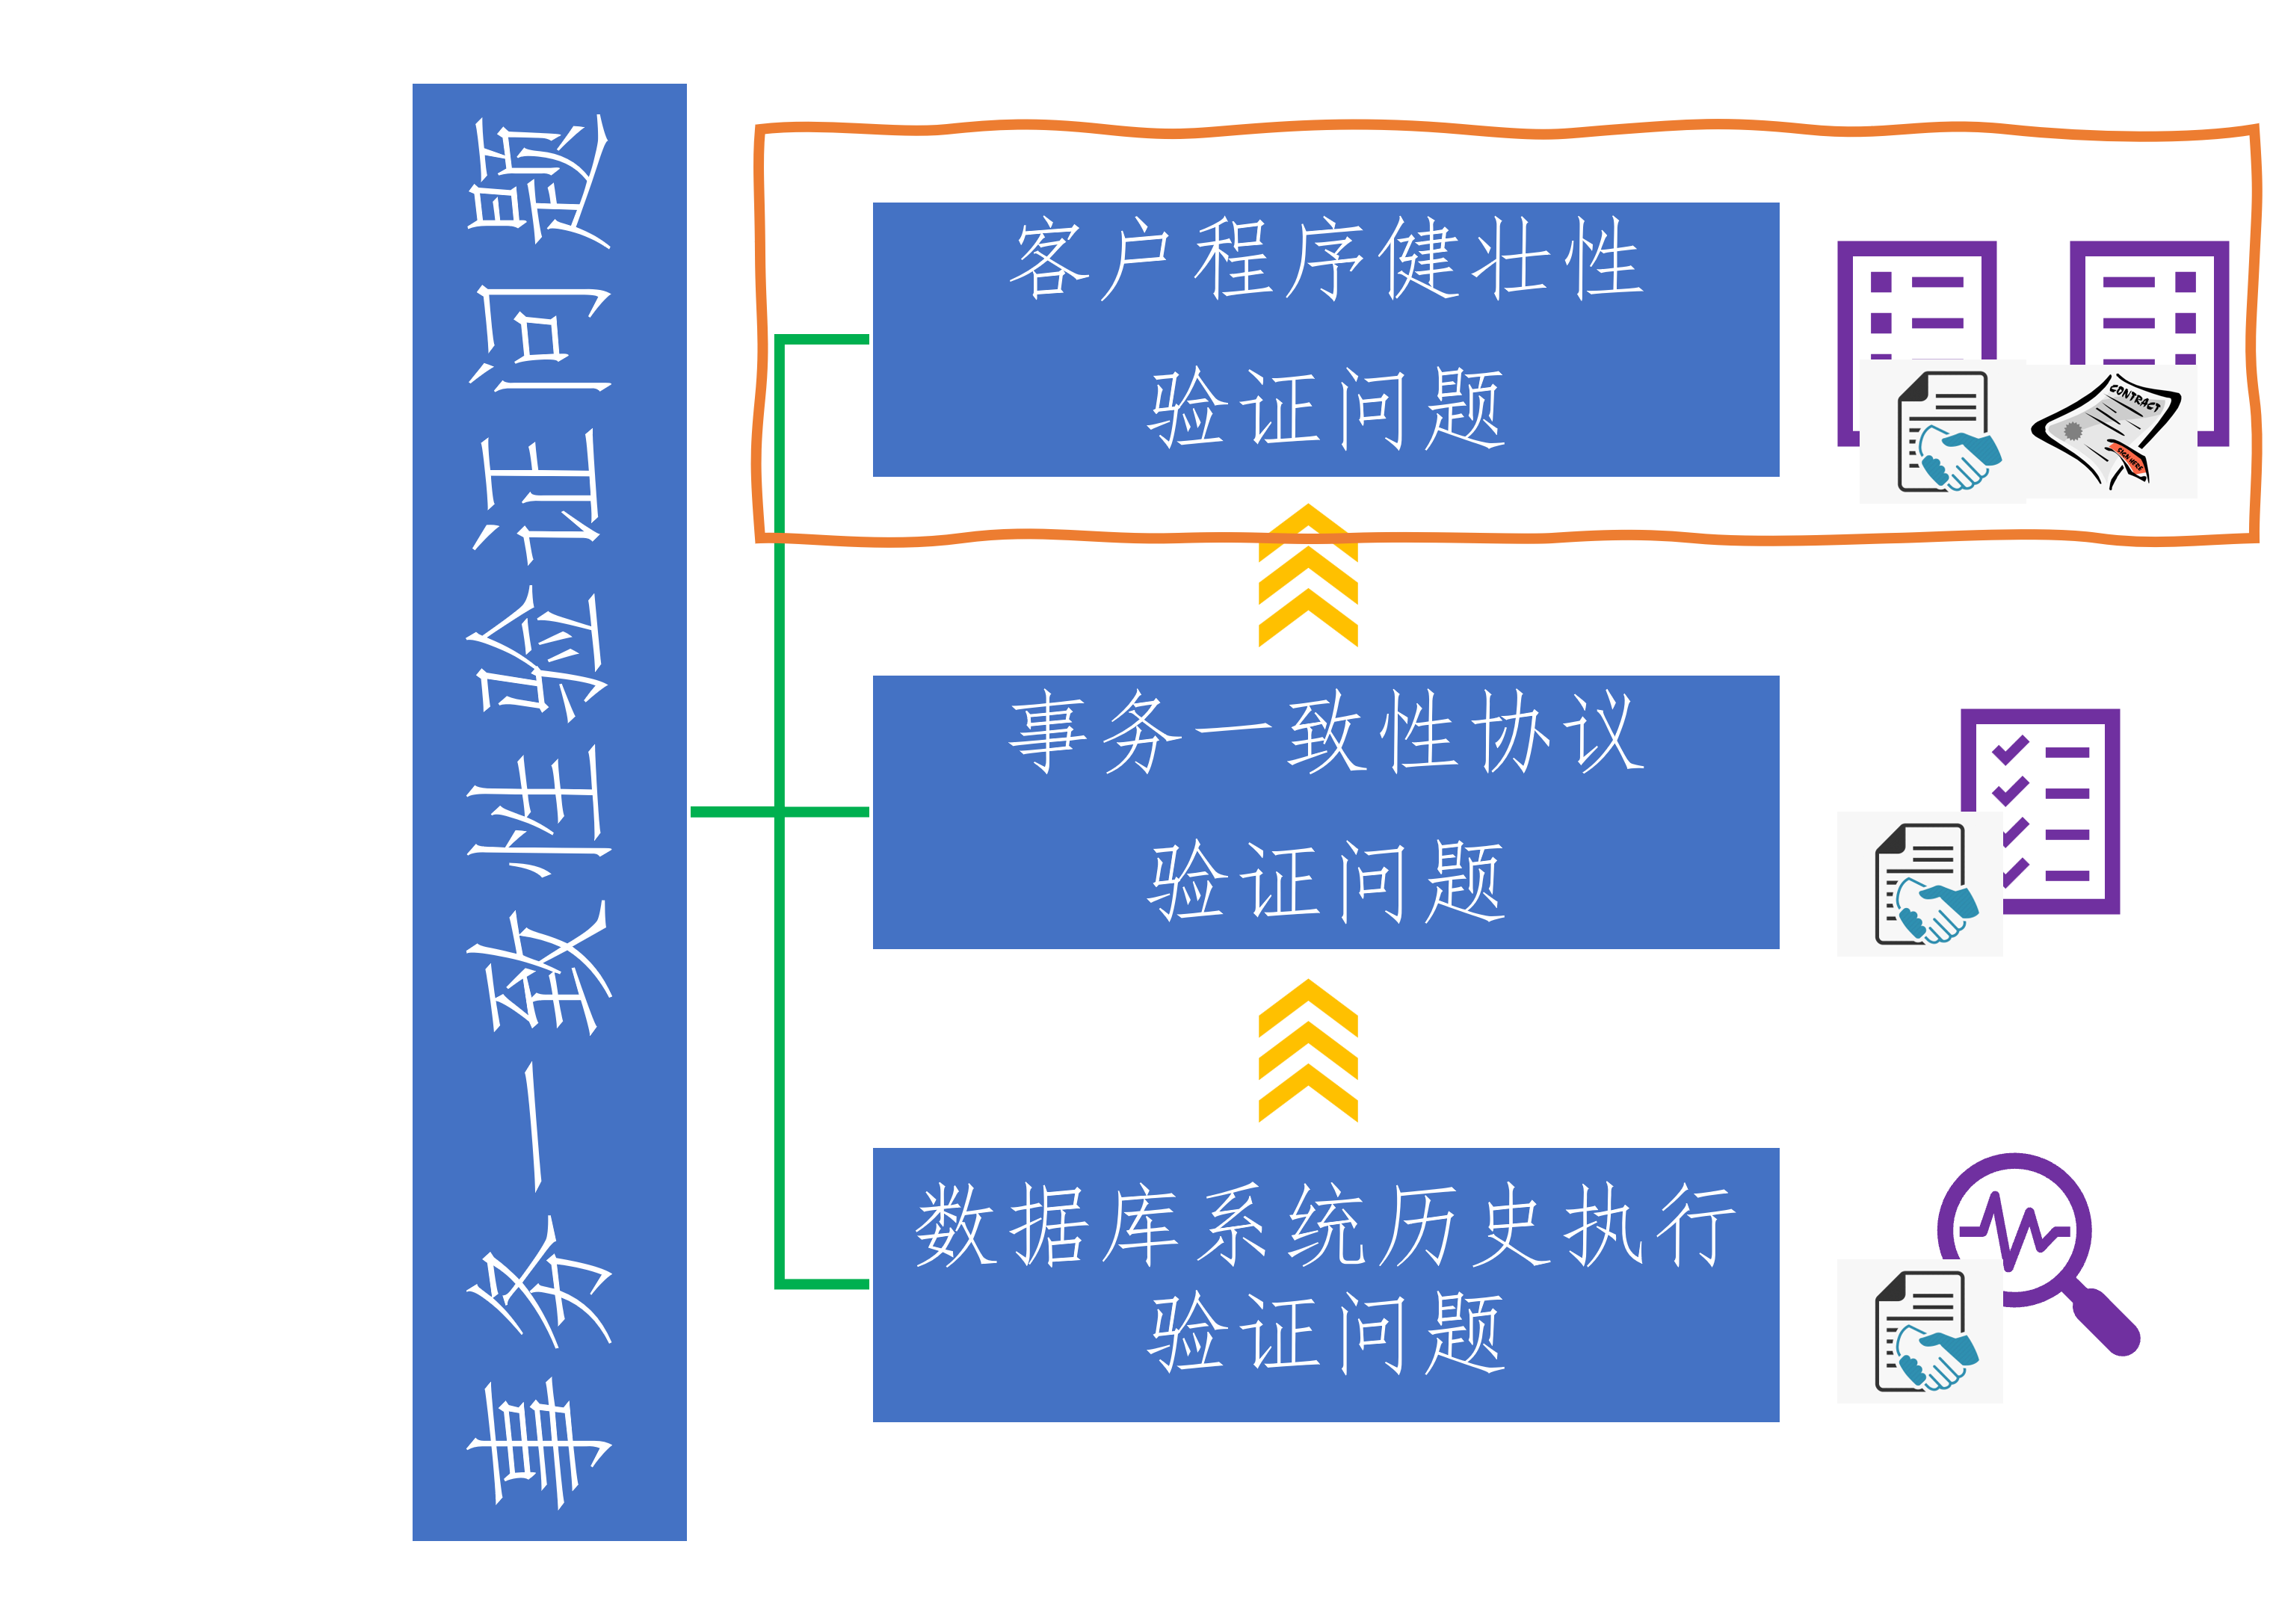 事务一致性验证问题
客户程序健壮性
验证问题
CONTRACT
SIGN HERE
事务一致性协议
验证问题
数据库系统历史执行
验证问题